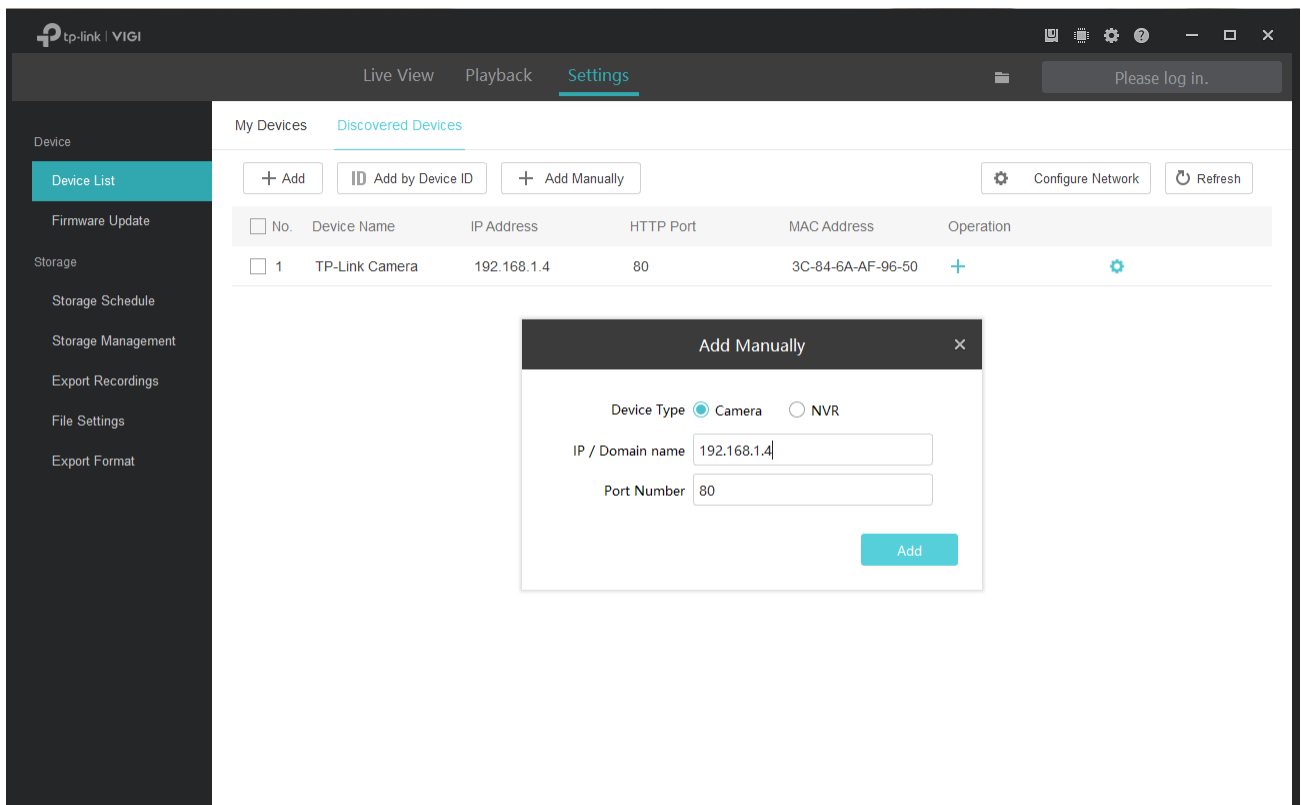 tp-link | VIGI
Live View Playback Settings Please log in.
Device
Device List
Firmware Update
Storage
Storage Schedule
Storage Management
Export Recordings
File Settings
Export Format
My Devices Discovered Devices
+ Add ID Add by Device ID + Add Manually Configure Network Refresh
No. Device Name IP Address HTTP Port MAC Address Operation
1 TP-Link Camera 192.168.1.4 80 3C-84-6A-AF-96-50 +
Add Manually
Device Type Camera NVR
IP / Domain name 192.168.1.4
Port Number 80
Add